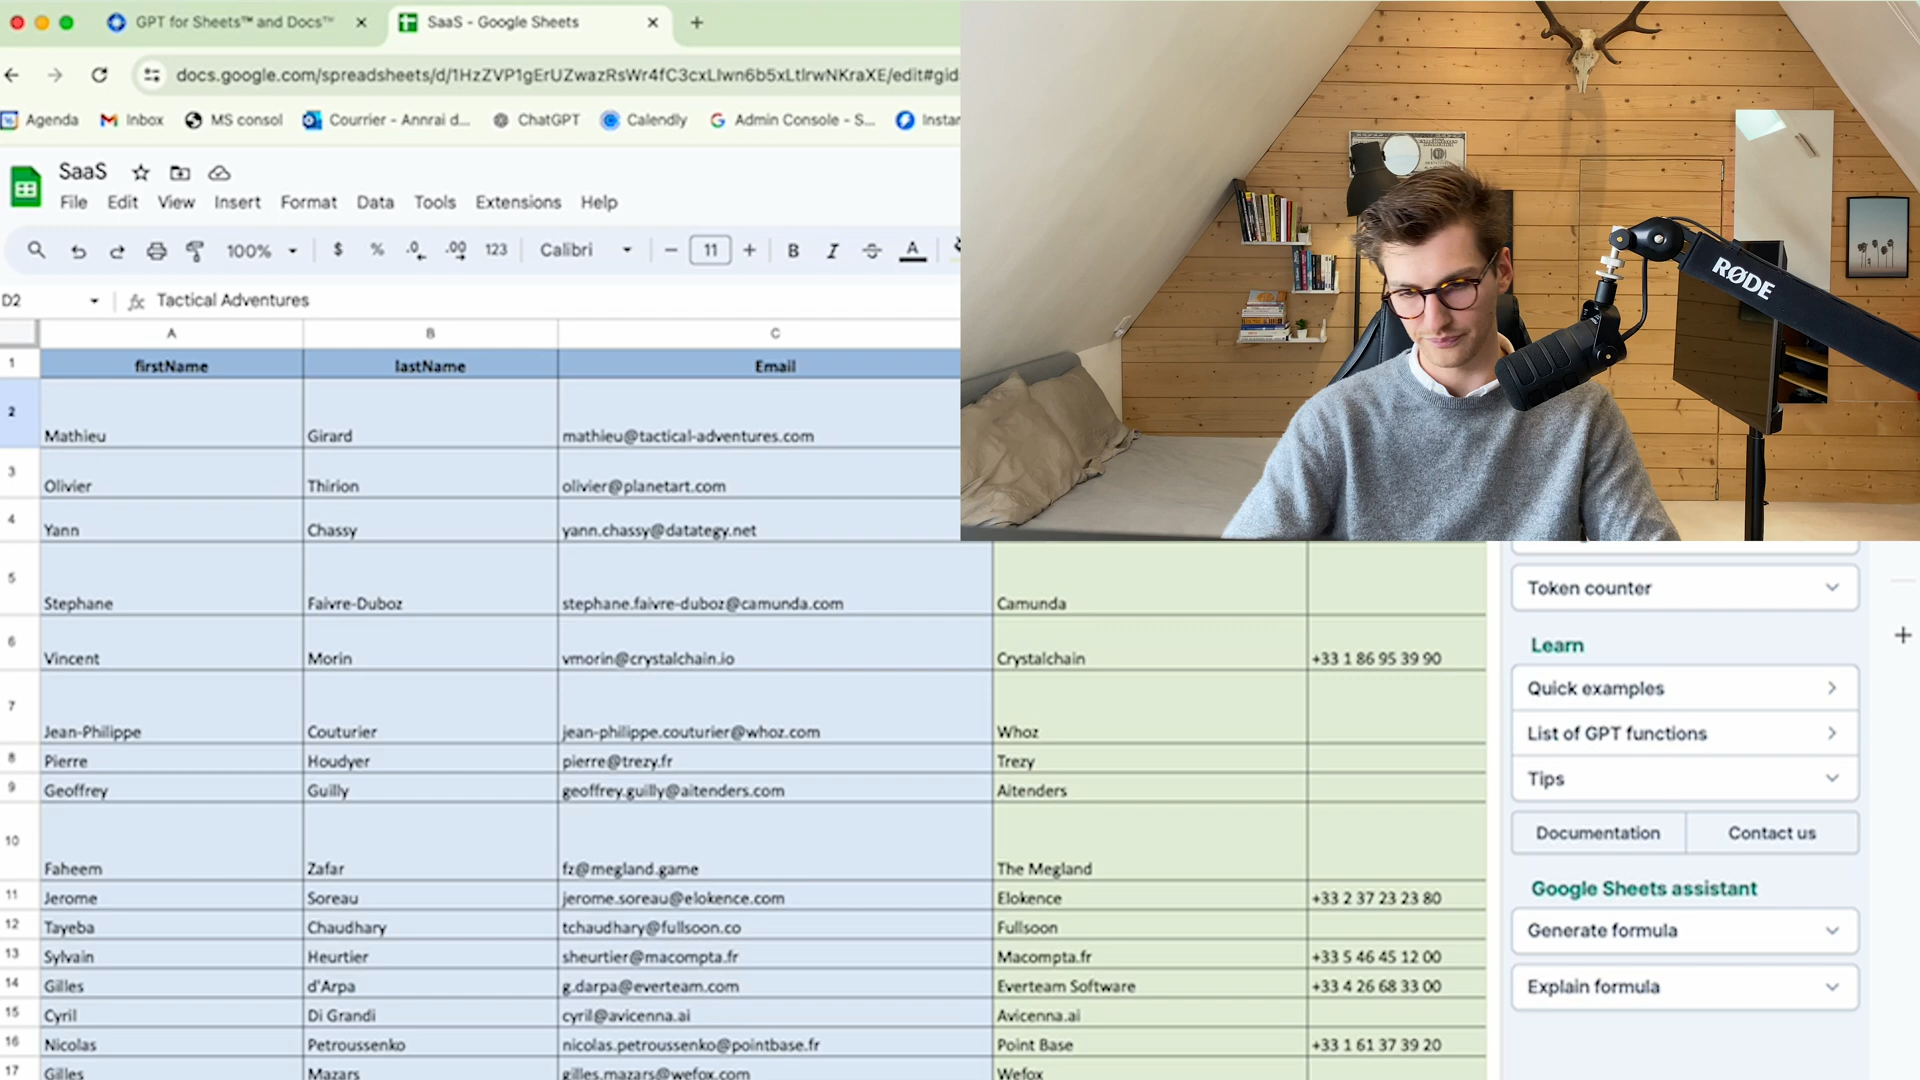 GPT for Sheets™ and Docs™
SaaS - Google Sheets
docs.google.com/spreadsheets/d/1HzZVP1gErUZwazRsWr4fC3cxLIwn6b5xLtlrwNKraXE/edit#gid
Agenda
Inbox
MS consol
Courrier - Annrai d...
ChatGPT
Calendly
Admin Console - S...
Instar
SaaS
File Edit View Insert Format Data Tools Extensions Help
100% $ % .0 .00 123 Calibri − 11 + B I A
D2 fx Tactical Adventures
A B C
1 firstName lastName Email
2 Mathieu Girard mathieu@tactical-adventures.com
3 Olivier Thirion olivier@planetart.com
4 Yann Chassy yann.chassy@datategy.net
5 Stephane Faivre-Duboz stephane.faivre-duboz@camunda.com Camunda
6 Vincent Morin vmorin@crystalchain.io Crystalchain +33 1 86 95 39 90
7 Jean-Philippe Couturier jean-philippe.couturier@whoz.com Whoz
8 Pierre Houdyer pierre@trezy.fr Trezy
9 Geoffrey Guilly geoffrey.guilly@aitenders.com Aitenders
10 Faheem Zafar fz@megland.game The Megland
11 Jerome Soreau jerome.soreau@elokence.com Elokence +33 2 37 23 23 80
12 Tayeba Chaudhary tchaudhary@fullsoon.co Fullsoon
13 Sylvain Heurtier sheurtier@macompta.fr Macompta.fr +33 5 46 45 12 00
14 Gilles d'Arpa g.darpa@everteam.com Everteam Software +33 4 26 68 33 00
15 Cyril Di Grandi cyril@avicenna.ai Avicenna.ai
16 Nicolas Petroussenko nicolas.petroussenko@pointbase.fr Point Base +33 1 61 37 39 20
17 Gilles Mazars gilles.mazars@wefox.com Wefox
RØDE
Token counter
Learn
Quick examples
List of GPT functions
Tips
Documentation Contact us
Google Sheets assistant
Generate formula
Explain formula